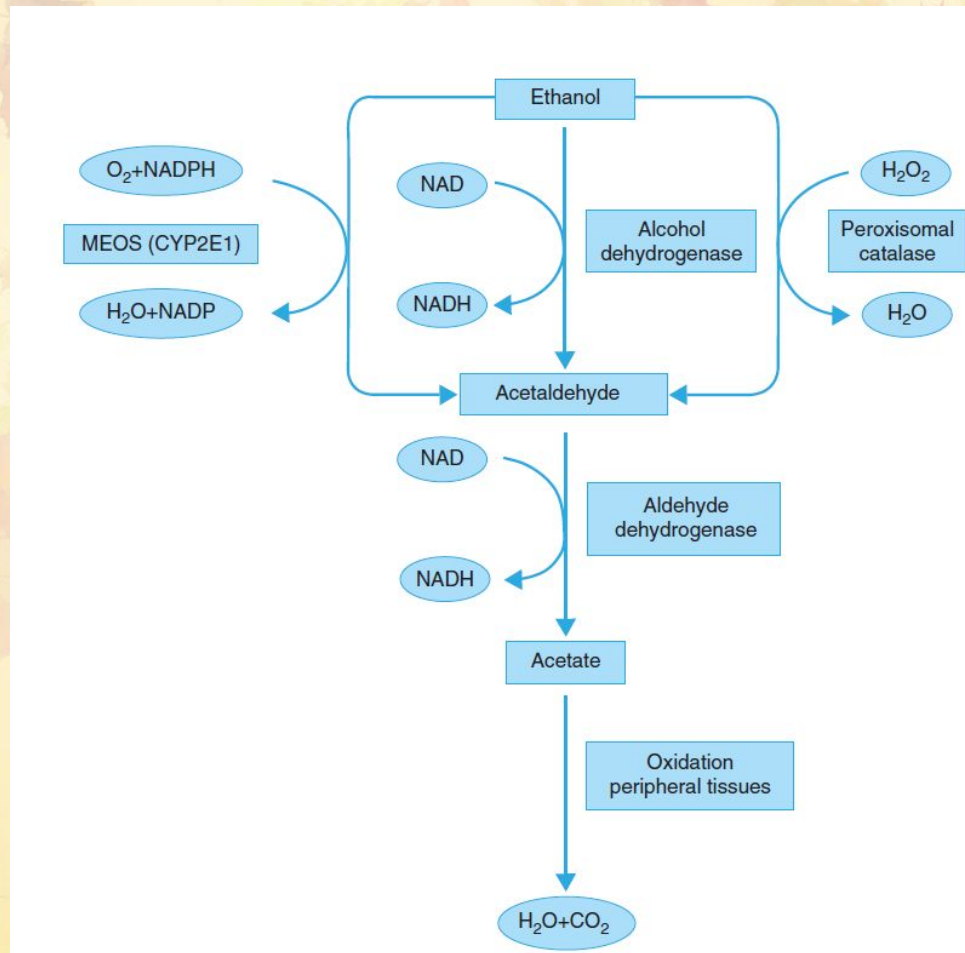 Ethanol
O₂+NADPH
NAD
H₂O₂
MEOS (CYP2E1)
Alcohol
dehydrogenase
Peroxisomal
catalase
H₂O+NADP
NADH
H₂O
Acetaldehyde
NAD
Aldehyde
dehydrogenase
NADH
Acetate
Oxidation
peripheral tissues
H₂O+CO₂